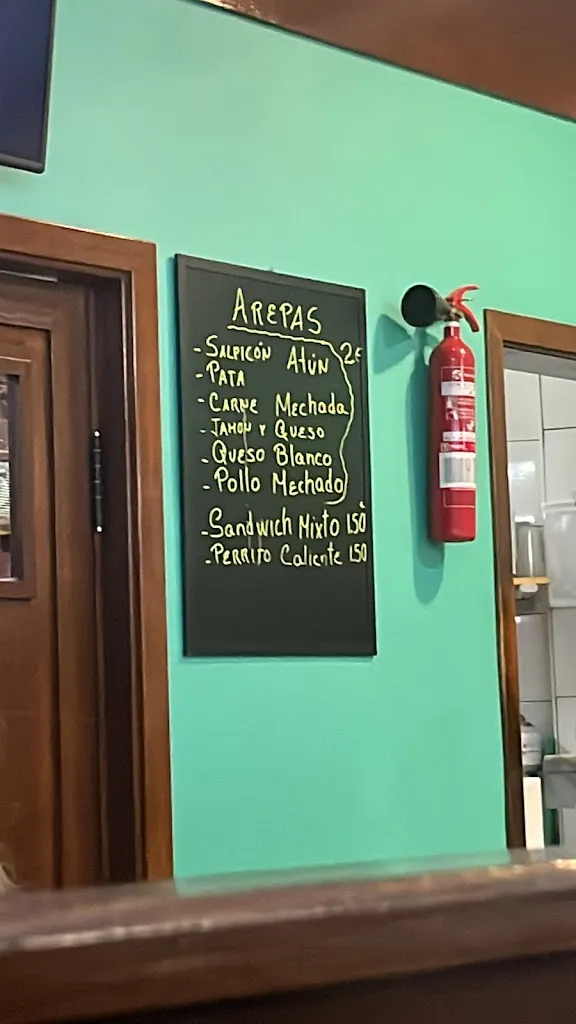 AREPAS
- SALPICÓN ATÚN 2€
- PATA
- CARNE Mechada
- JAMON Y QUESO
- QUESO BLANCO
- Pollo Mechado
- Sandwich Mixto 1,50
- PERRITO Caliente 1,50